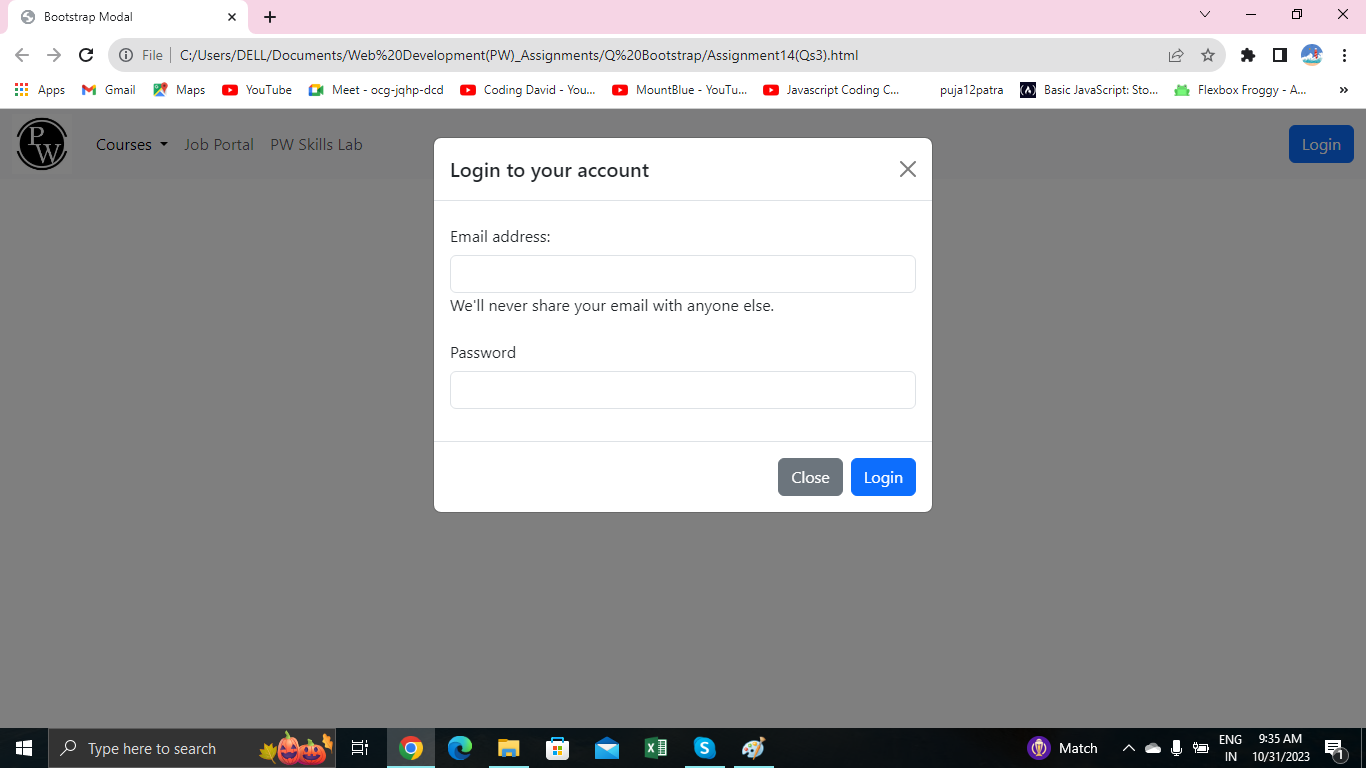 Bootstrap Modal
File
C:/Users/DELL/Documents/Web%20Development(PW)_Assignments/Q%20Bootstrap/Assignment14(Qs3).html
Apps Gmail Maps YouTube Meet - ocg-jqhp-dcd Coding David - You... MountBlue - YouTu... Javascript Coding C... puja12patra Basic JavaScript: Sto... Flexbox Froggy - A... »
PW Courses Job Portal PW Skills Lab Login
Login to your account
Email address:
We'll never share your email with anyone else.
Password
Close Login
Type here to search
Match
ENG
IN
9:35 AM
10/31/2023
1